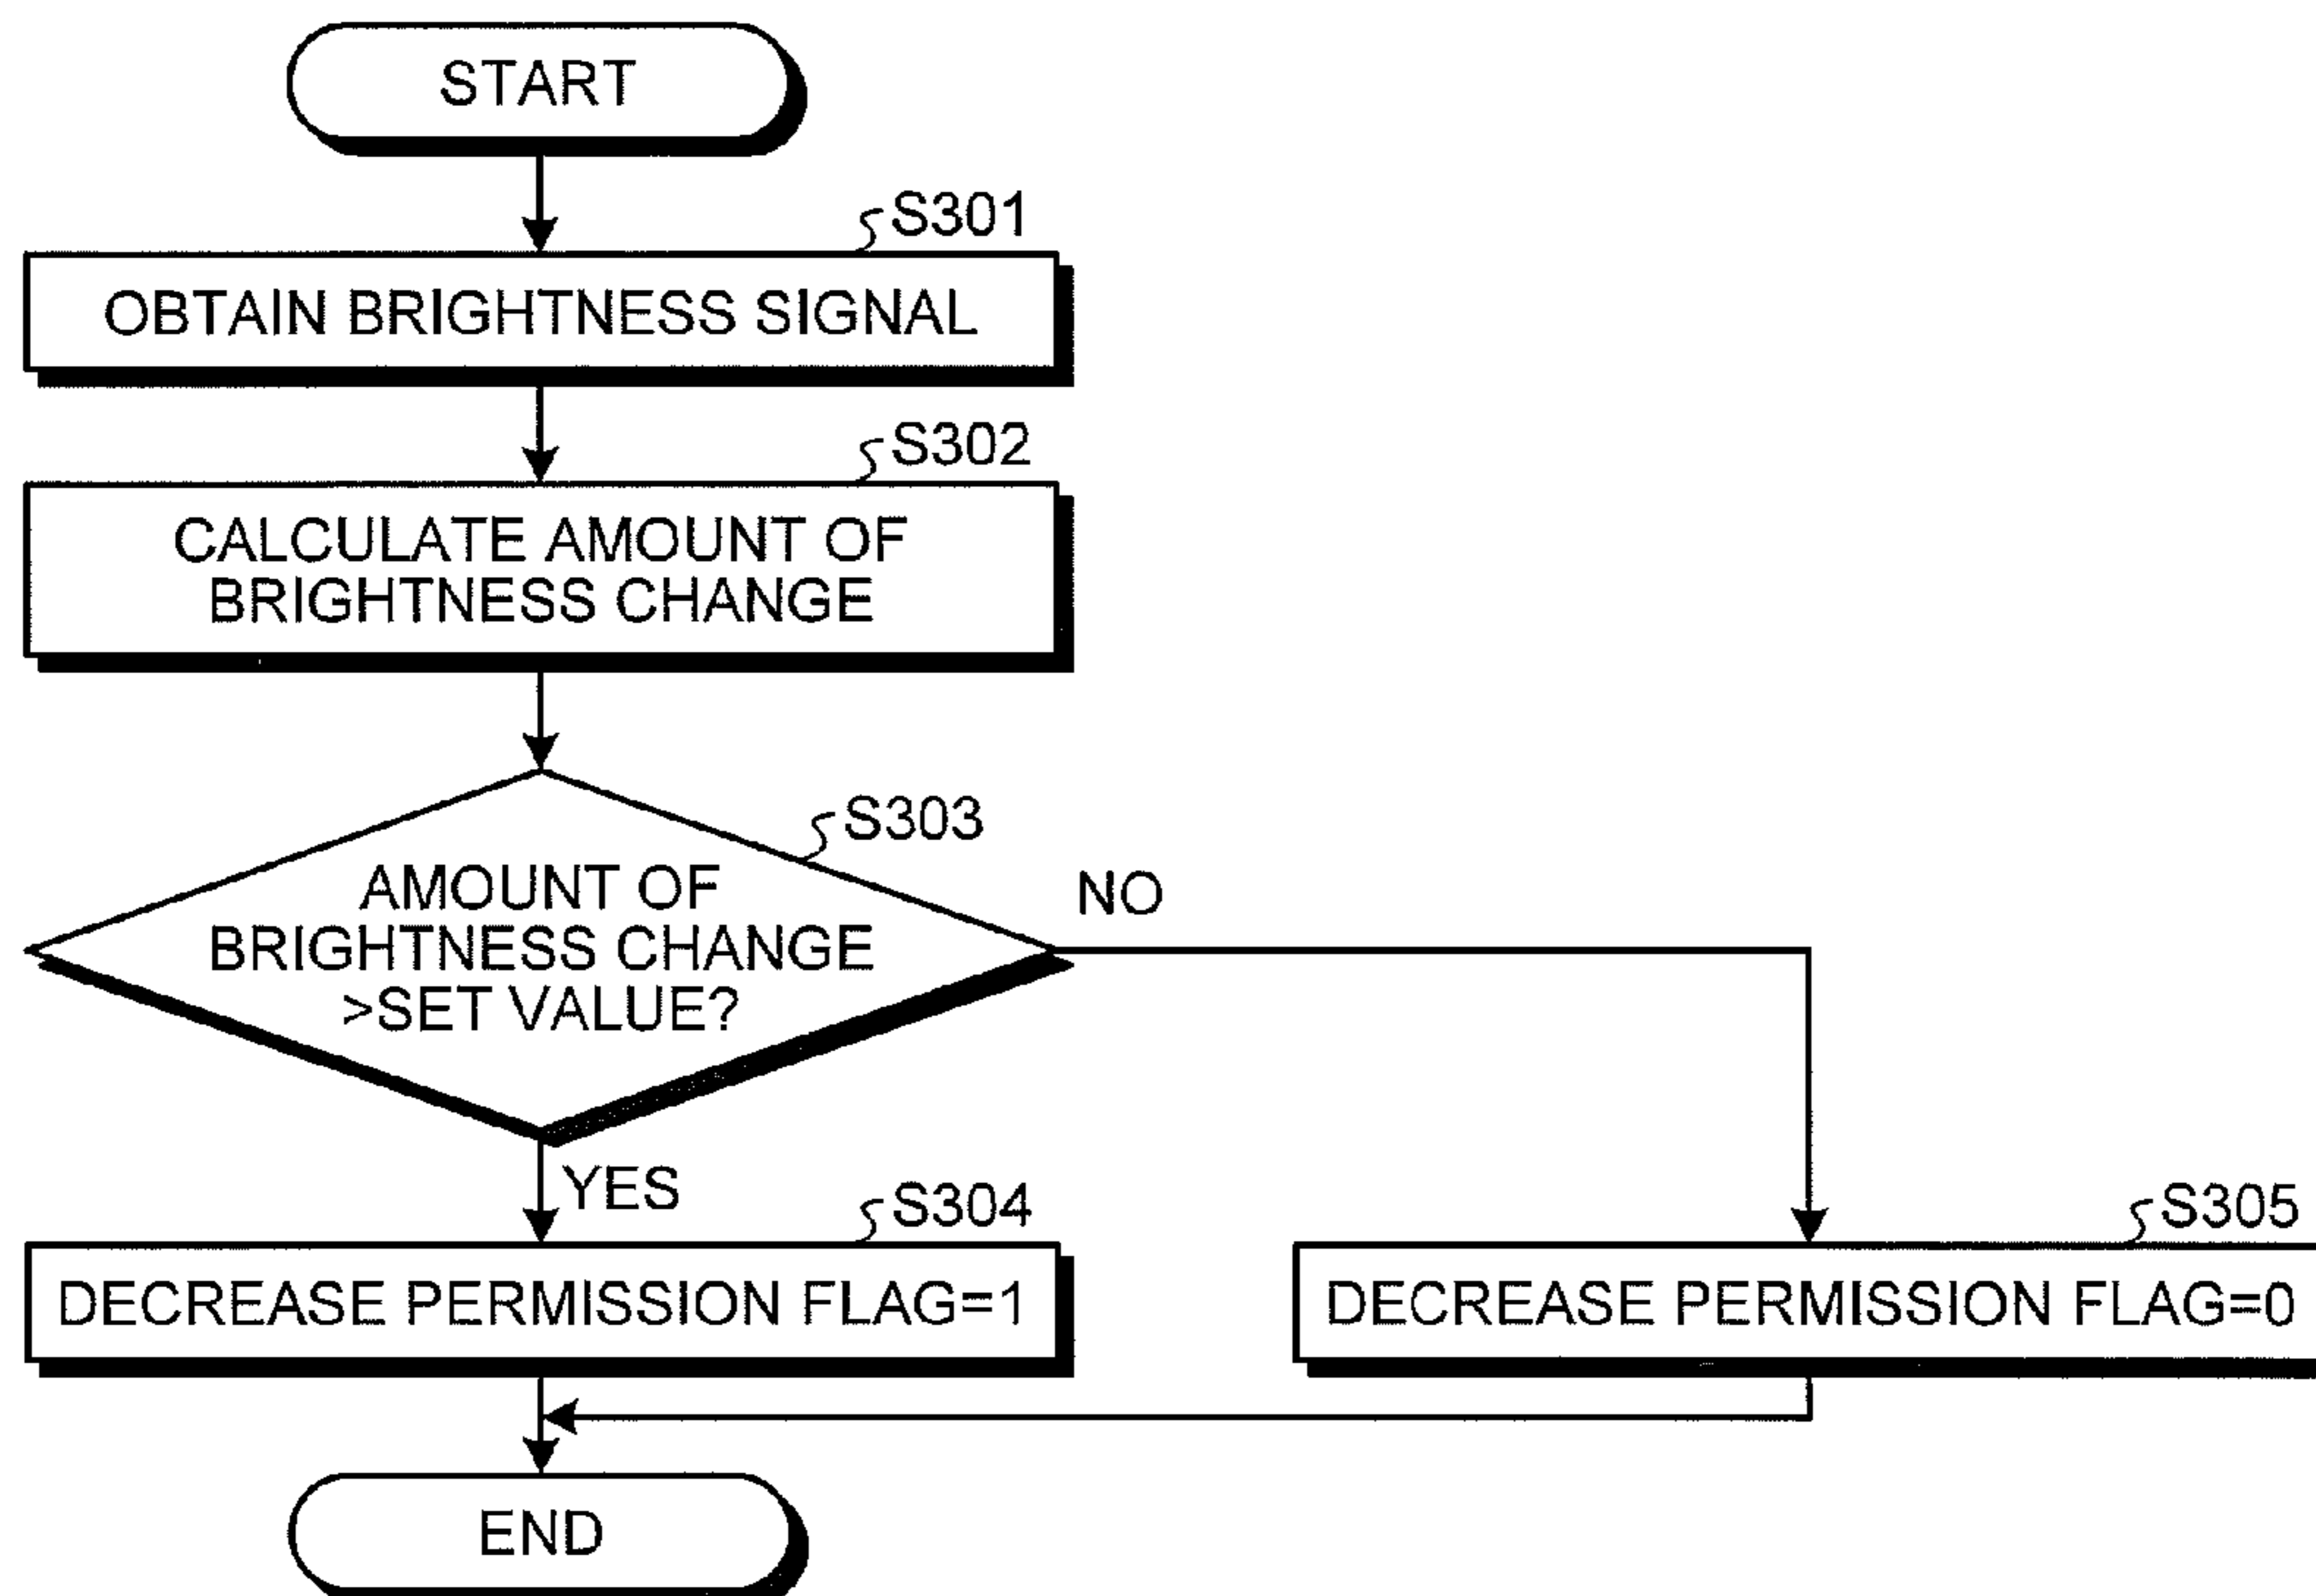 START
S301
OBTAIN BRIGHTNESS SIGNAL
S302
CALCULATE AMOUNT OF
BRIGHTNESS CHANGE
S303
AMOUNT OF
BRIGHTNESS CHANGE
>SET VALUE?
NO
YES
S304
DECREASE PERMISSION FLAG=1
S305
DECREASE PERMISSION FLAG=0
END